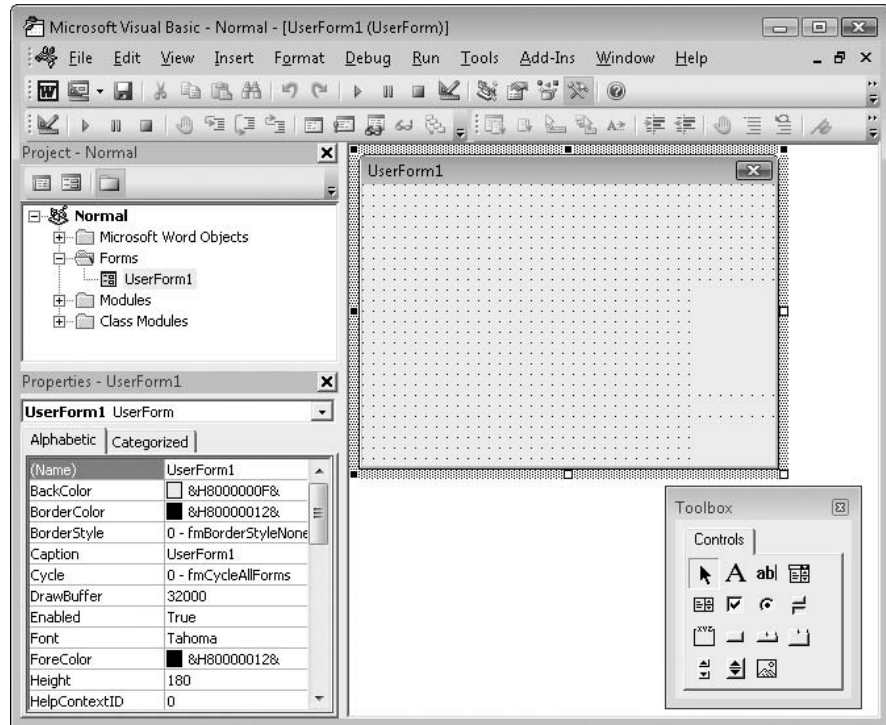 Microsoft Visual Basic - Normal - [UserForm1 (UserForm)]
File Edit View Insert Format Debug Run Tools Add-Ins Window Help
Project - Normal
Normal
Microsoft Word Objects
Forms
UserForm1
Modules
Class Modules
Properties - UserForm1
UserForm1 UserForm
Alphabetic Categorized
(Name) UserForm1
BackColor &H8000000F&
BorderColor &H80000012&
BorderStyle 0 - fmBorderStyleNone
Caption UserForm1
Cycle 0 - fmCycleAllForms
DrawBuffer 32000
Enabled True
Font Tahoma
ForeColor &H80000012&
Height 180
HelpContextID 0
UserForm1
Toolbox
Controls
A ab|
xyz